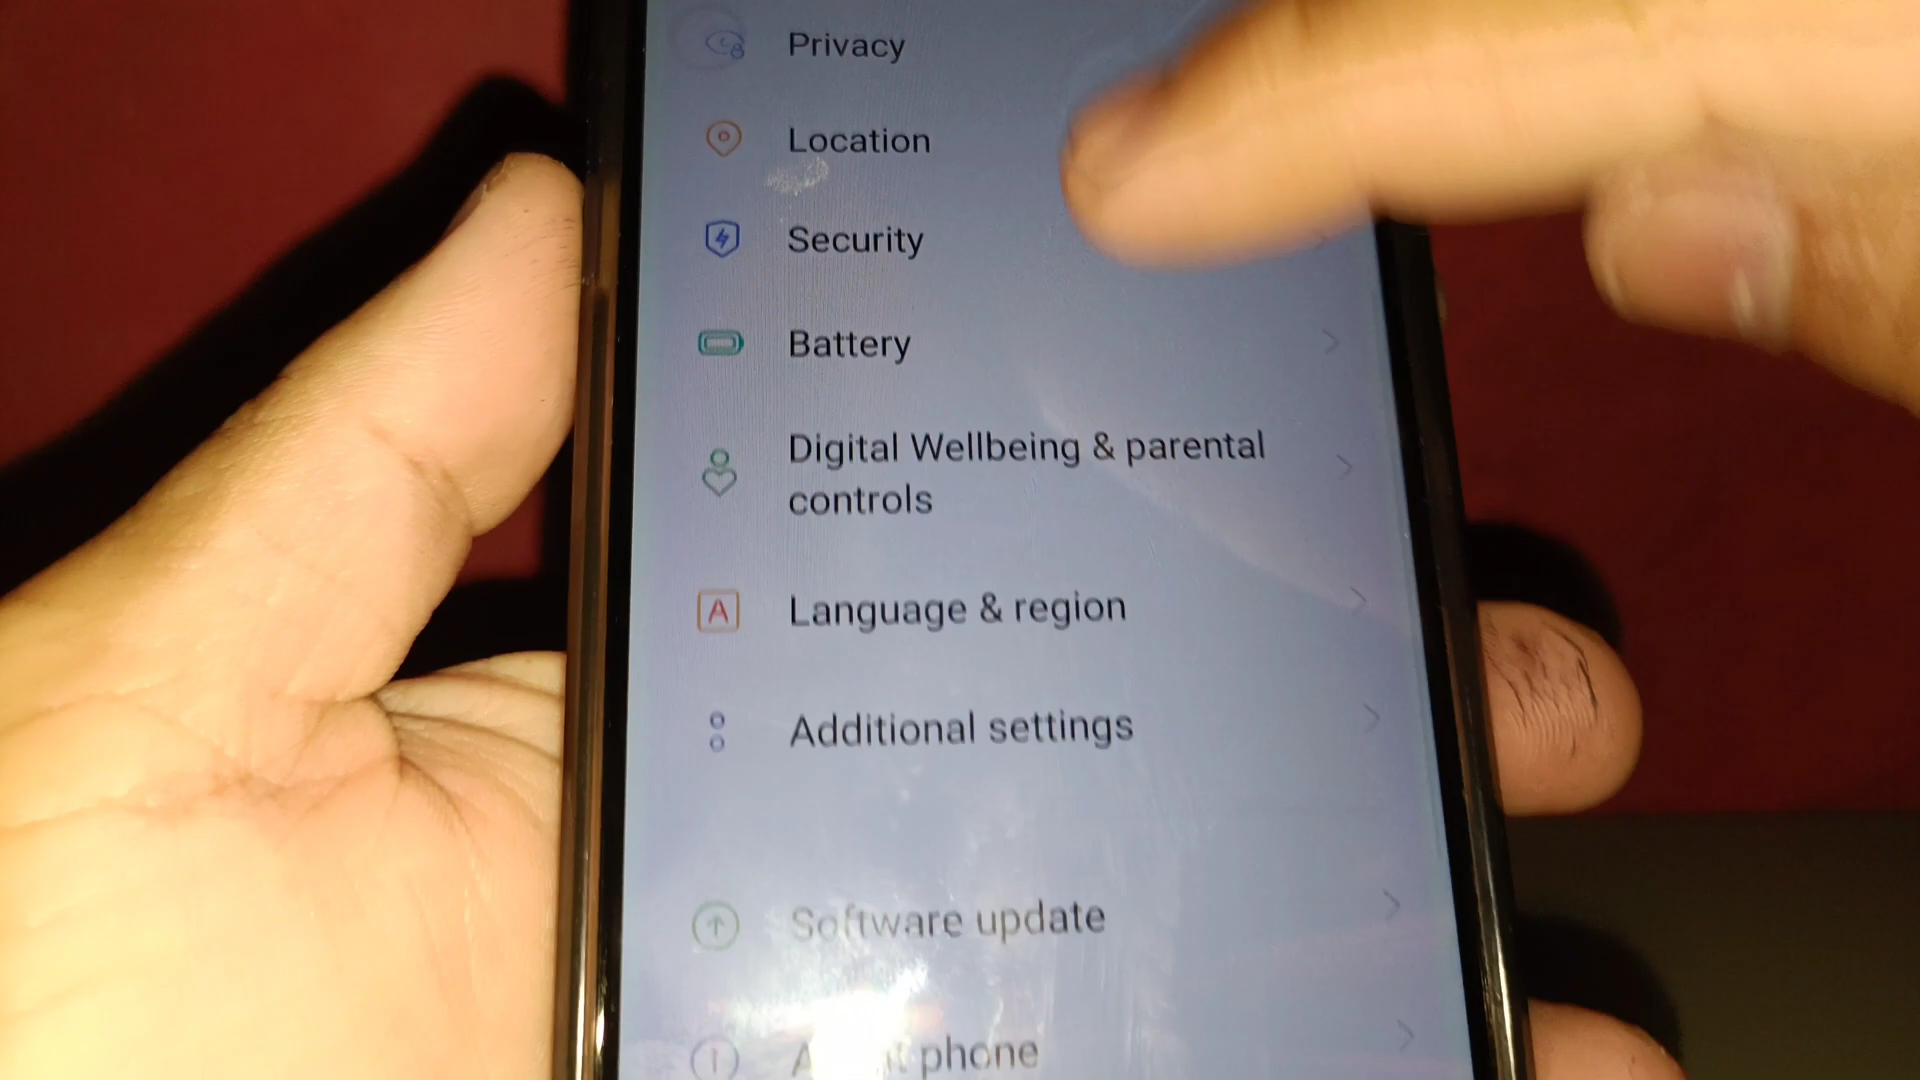 Privacy
Location
Security
Battery
Digital Wellbeing & parental
controls
A
Language & region
Additional settings
Software update
phone